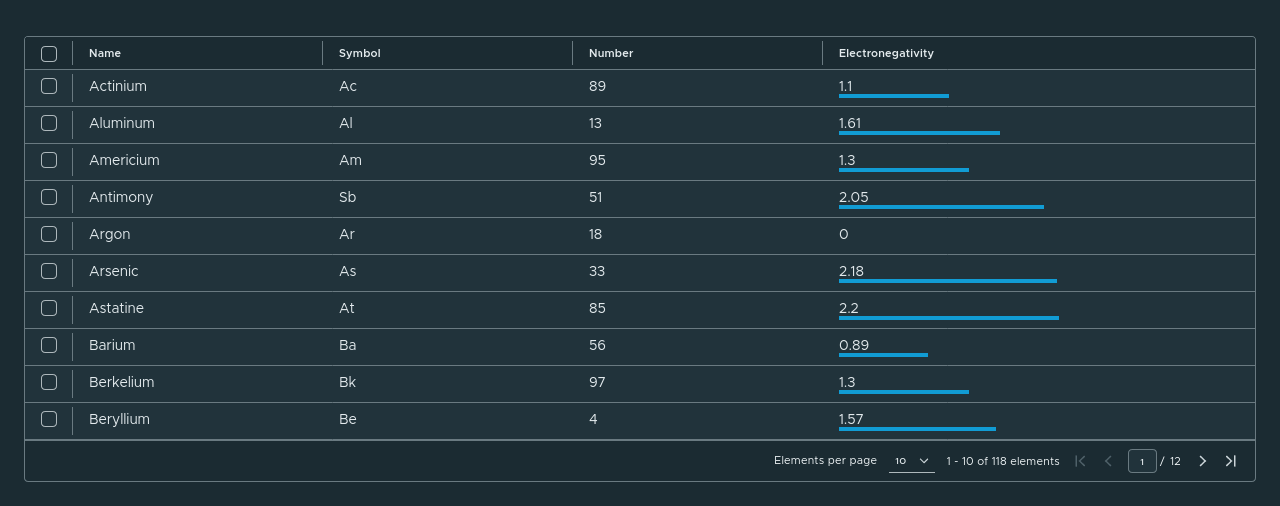 Name Symbol Number Electronegativity
Actinium Ac 89 1.1
Aluminum Al 13 1.61
Americium Am 95 1.3
Antimony Sb 51 2.05
Argon Ar 18 0
Arsenic As 33 2.18
Astatine At 85 2.2
Barium Ba 56 0.89
Berkelium Bk 97 1.3
Beryllium Be 4 1.57
Elements per page 10 1 - 10 of 118 elements 1 / 12